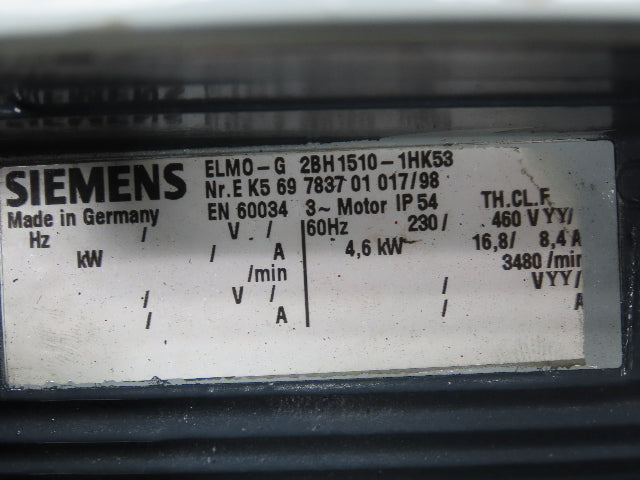 SIEMENS
ELMO-G 2BH1510-1HK53
Nr.E K5 69 7837 01 017/98
Made in Germany EN 60034 3~ Motor IP 54 TH.CL.F
Hz / V / 60Hz 230/ 460 V YY/
kW / A 4,6 kW 16,8/ 8,4 A
/min 3480 /min
/ V / / V YY/
/ A / A